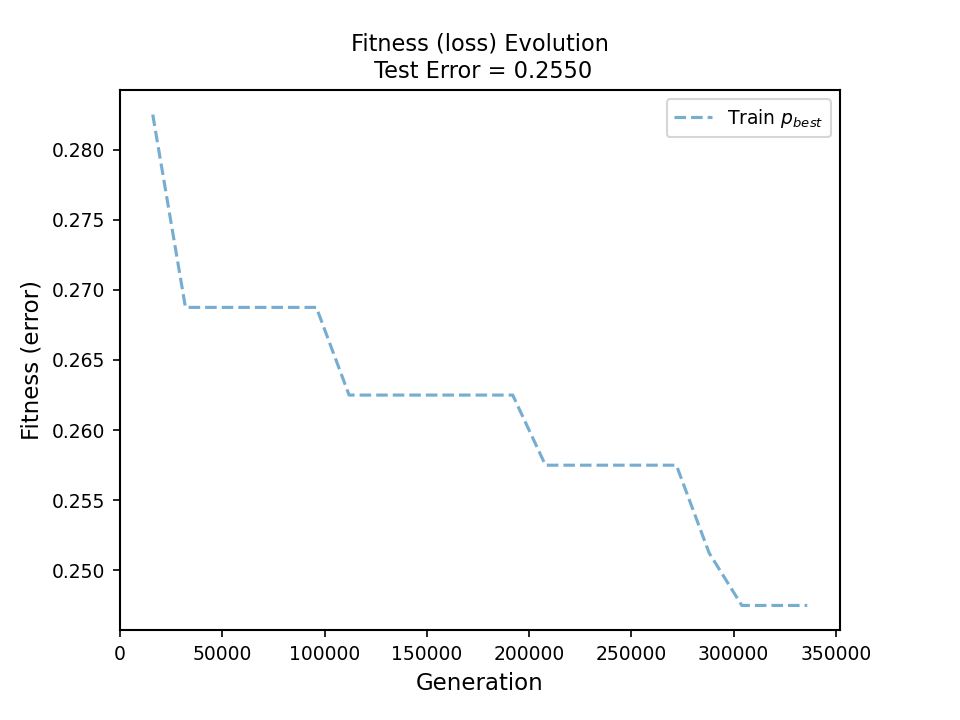 Fitness (loss) Evolution
Test Error = 0.2550
Train p_best
Fitness (error)
0.280
0.275
0.270
0.265
0.260
0.255
0.250
0 50000 100000 150000 200000 250000 300000 350000
Generation